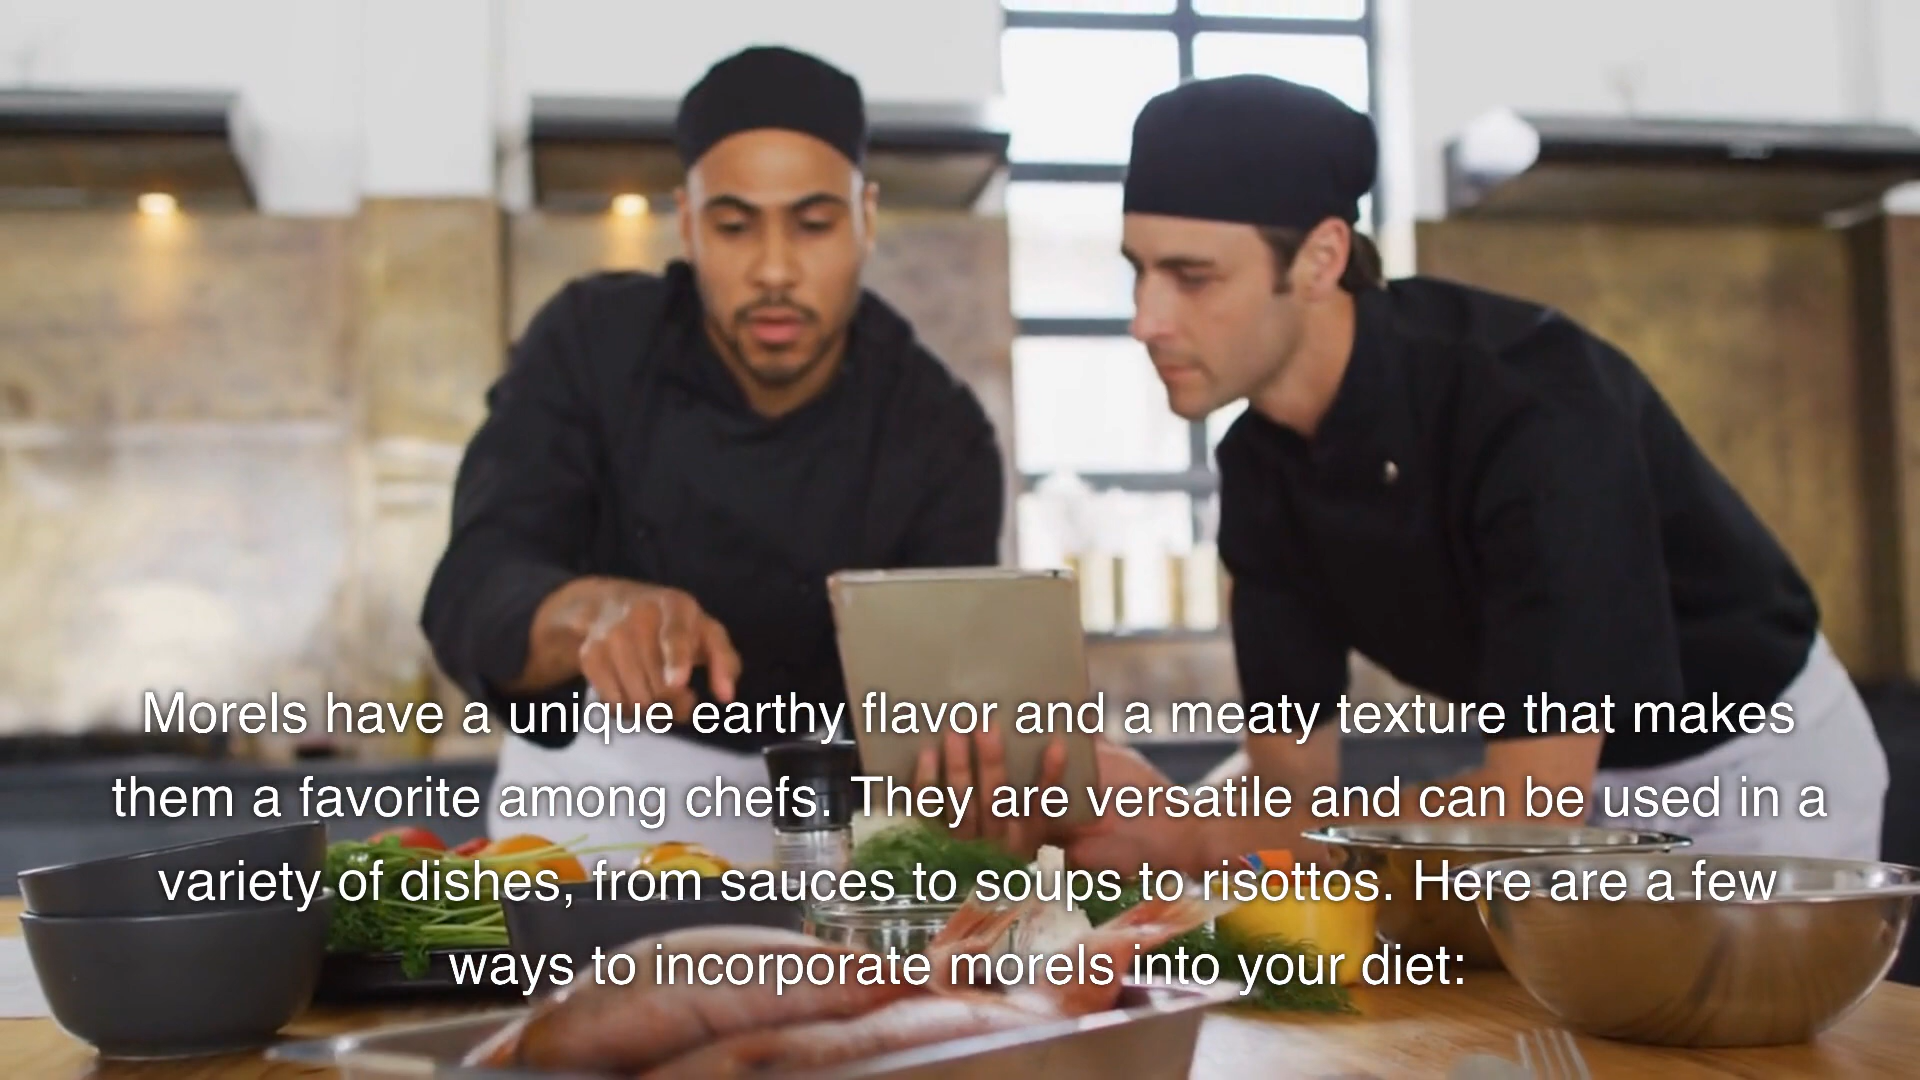 Morels have a unique earthy flavor and a meaty texture that makes
them a favorite among chefs. They are versatile and can be used in a
variety of dishes, from sauces to soups to risottos. Here are a few
ways to incorporate morels into your diet: